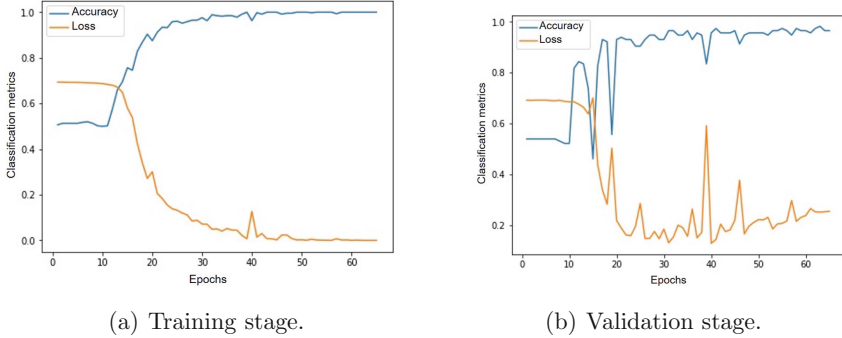 Accuracy
Loss
Classification metrics
1.0
0.8
0.6
0.4
0.2
0.0
0 10 20 30 40 50 60
Epochs
(a) Training stage.
Accuracy
Loss
Classification metrics
1.0
0.8
0.6
0.4
0.2
0 10 20 30 40 50 60
Epochs
(b) Validation stage.